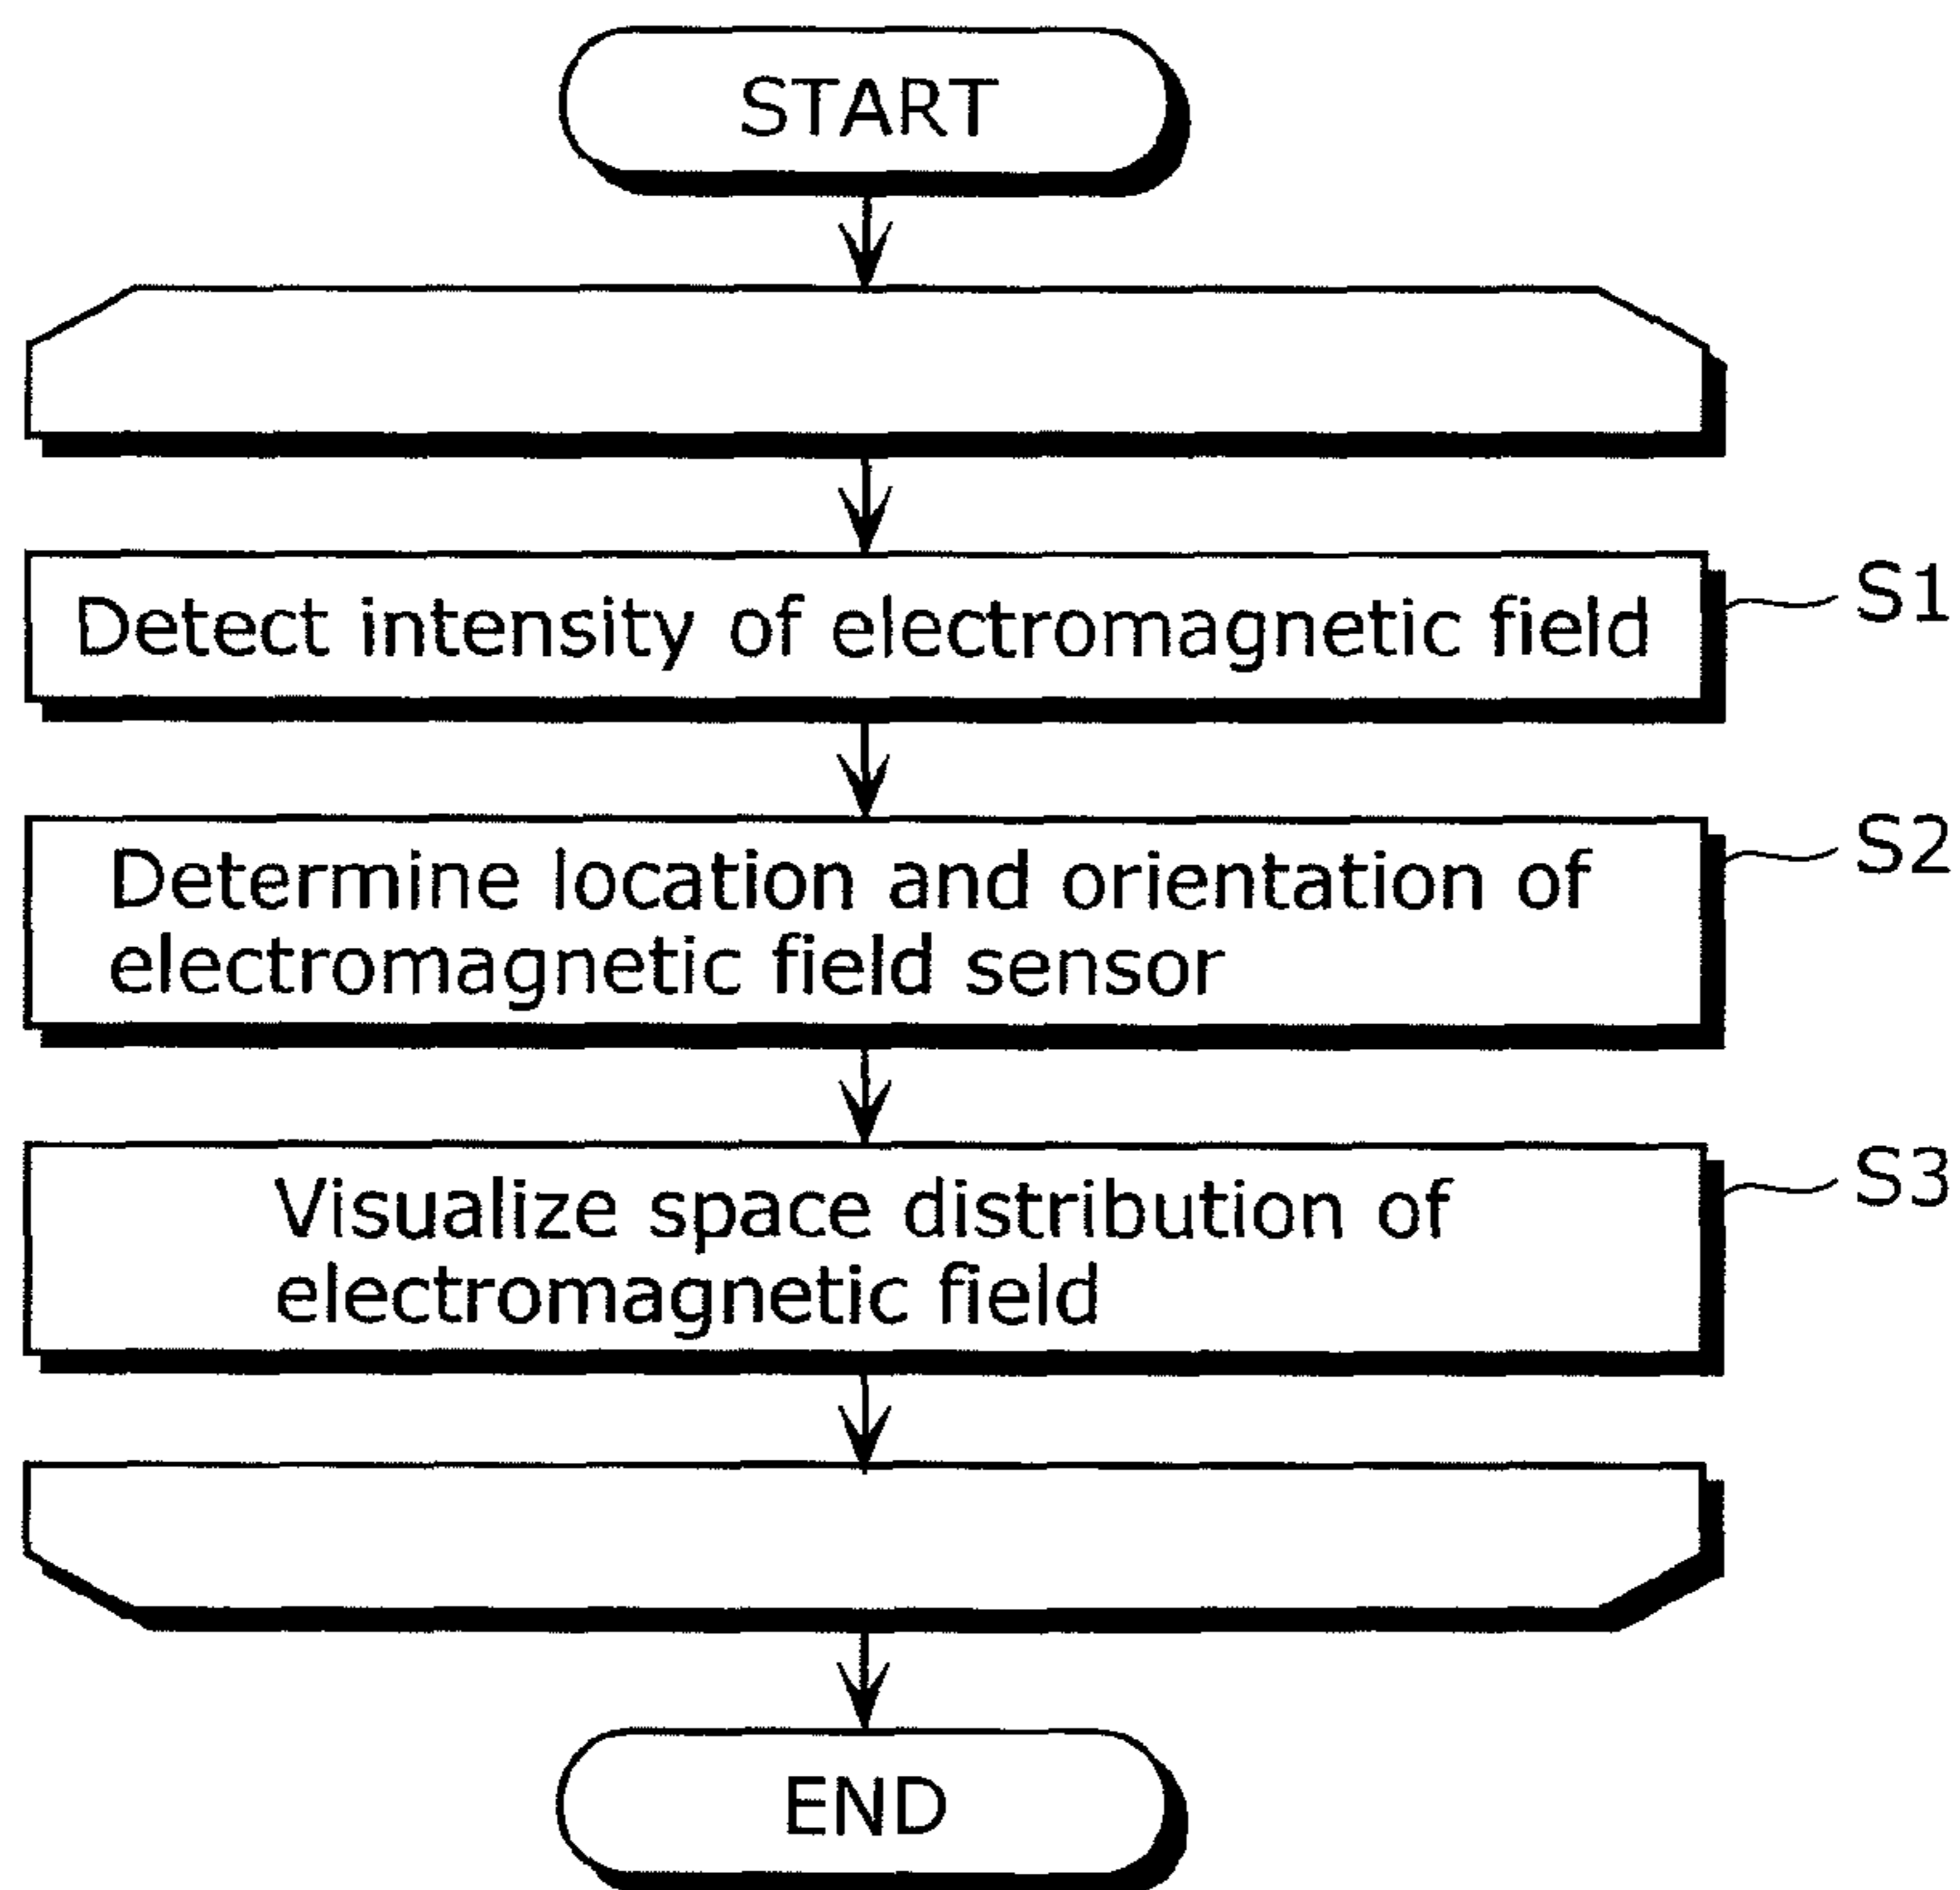 START
Detect intensity of electromagnetic field
S1
Determine location and orientation of
electromagnetic field sensor
S2
Visualize space distribution of
electromagnetic field
S3
END